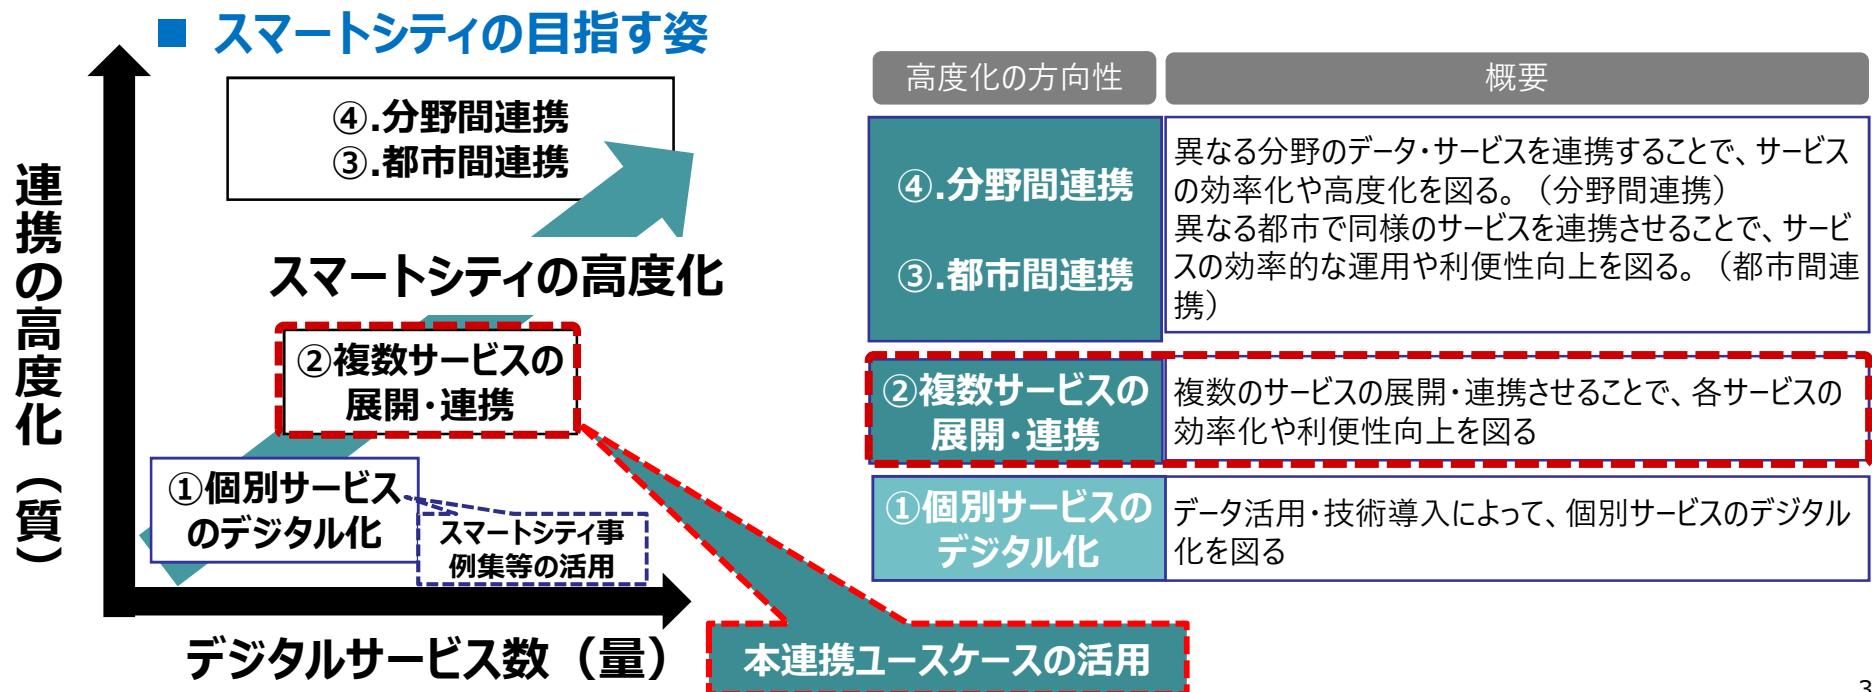 ■ スマートシティの目指す姿
④.分野間連携
③.都市間連携
連携の高度化（質）
スマートシティの高度化
②複数サービスの
展開・連携
①個別サービス
のデジタル化
スマートシティ事
例集等の活用
デジタルサービス数（量）
本連携ユースケースの活用
高度化の方向性
概要
④.分野間連携
③.都市間連携
異なる分野のデータ・サービスを連携することで、サービス
の効率化や高度化を図る。（分野間連携）
異なる都市で同様のサービスを連携させることで、サービ
スの効率的な運用や利便性向上を図る。（都市間連
携）
②複数サービスの
展開・連携
複数のサービスの展開・連携させることで、各サービスの
効率化や利便性向上を図る
①個別サービスの
デジタル化
データ活用・技術導入によって、個別サービスのデジタル
化を図る
3